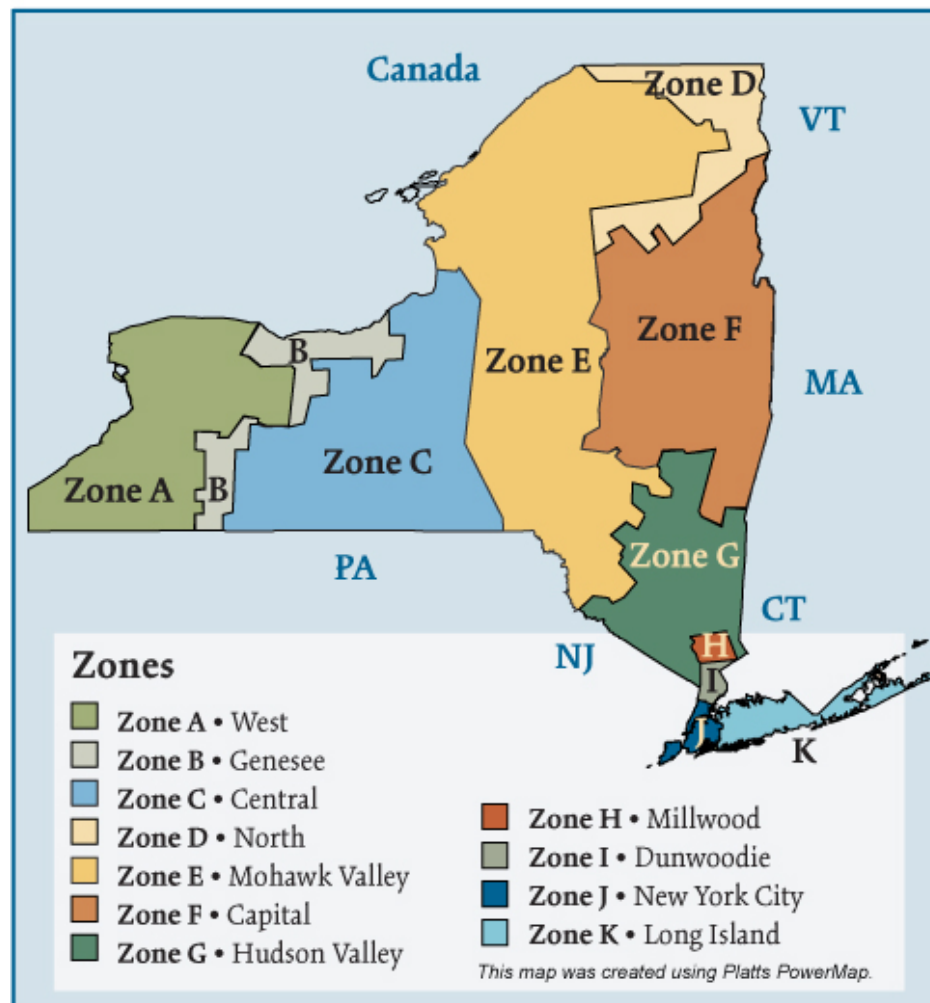 Canada
Zone D
VT
Zone F
B
Zone E
MA
Zone C
Zone A
B
Zone G
PA
CT
NJ
H
I
J
K
Zones
Zone A • West
Zone B • Genesee
Zone C • Central
Zone D • North
Zone E • Mohawk Valley
Zone F • Capital
Zone G • Hudson Valley
Zone H • Millwood
Zone I • Dunwoodie
Zone J • New York City
Zone K • Long Island
This map was created using Platts PowerMap.